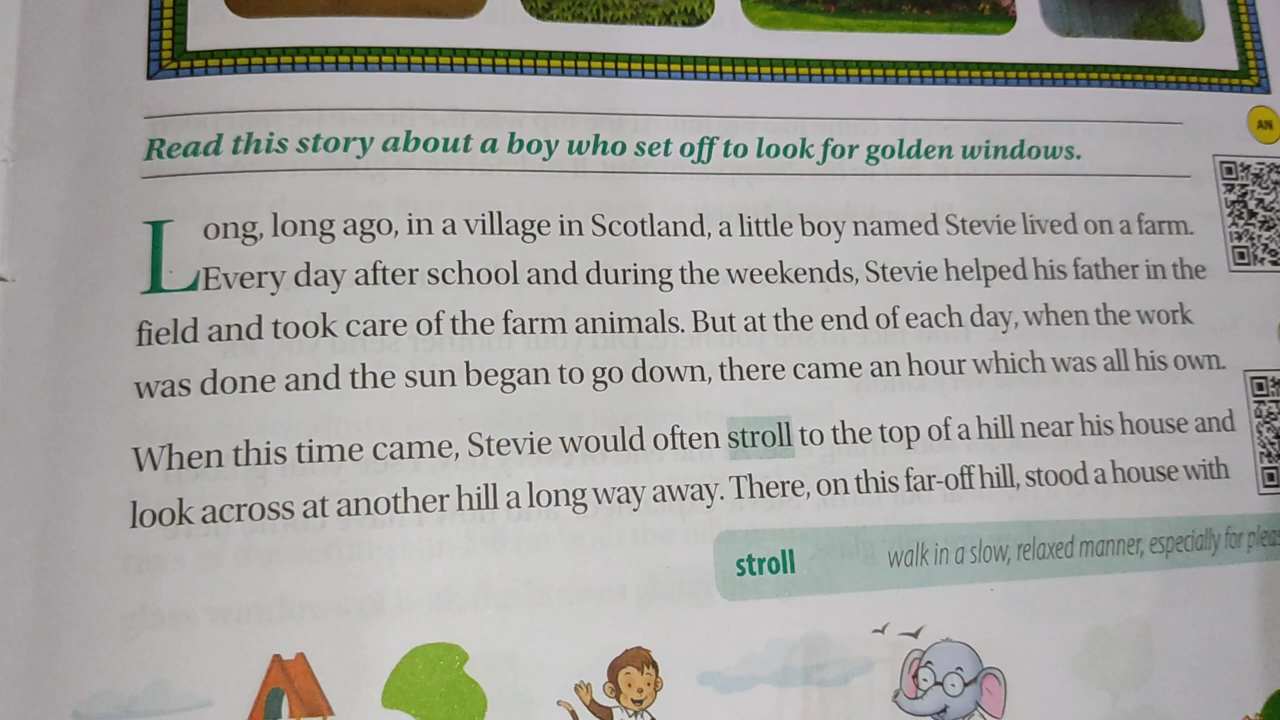 AN
Read this story about a boy who set off to look for golden windows.
Long, long ago, in a village in Scotland, a little boy named Stevie lived on a farm.
Every day after school and during the weekends, Stevie helped his father in the
field and took care of the farm animals. But at the end of each day, when the work
was done and the sun began to go down, there came an hour which was all his own.
When this time came, Stevie would often stroll to the top of a hill near his house and
look across at another hill a long way away. There, on this far-off hill, stood a house with
stroll walk in a slow, relaxed manner, especially for